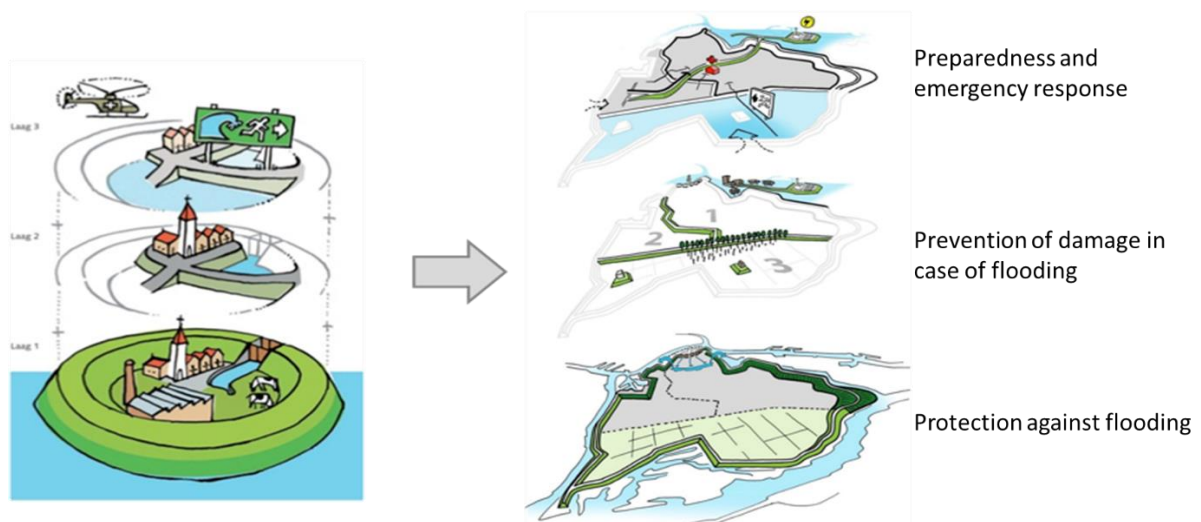 Laag 3
Laag 2
Laag 1
1
2
3
Preparedness and
emergency response
Prevention of damage in
case of flooding
Protection against flooding